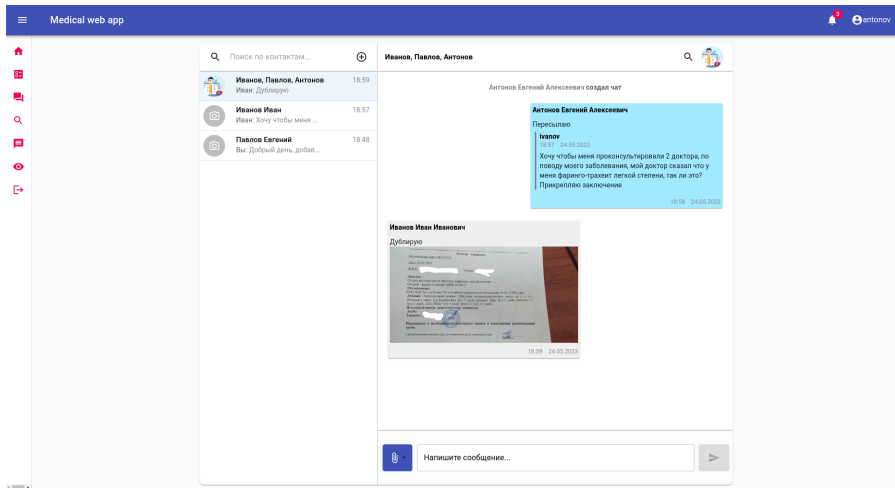 Medical web app
3
antonov
Поиск по контактам...
Иванов, Павлов, Антонов
18:59
Иван: Дублирую
Иванов Иван
18:57
Иван: Хочу чтобы меня ...
Павлов Евгений
18:48
Вы: Добрый день, добав...
Иванов, Павлов, Антонов
Антонов Евгений Алексеевич создал чат
Антонов Евгений Алексеевич
Пересылаю
ivanov
18:57 24.05.2023
Хочу чтобы меня проконсультировали 2 доктора, по
поводу моего заболевания, мой доктор сказал что у
меня фаринго-трахеит легкой степени, так ли это?
Прикрепляю заключение
18:58 24.05.2023
Иванов Иван Иванович
Дублирую
18:59 24.05.2023
Напишите сообщение...